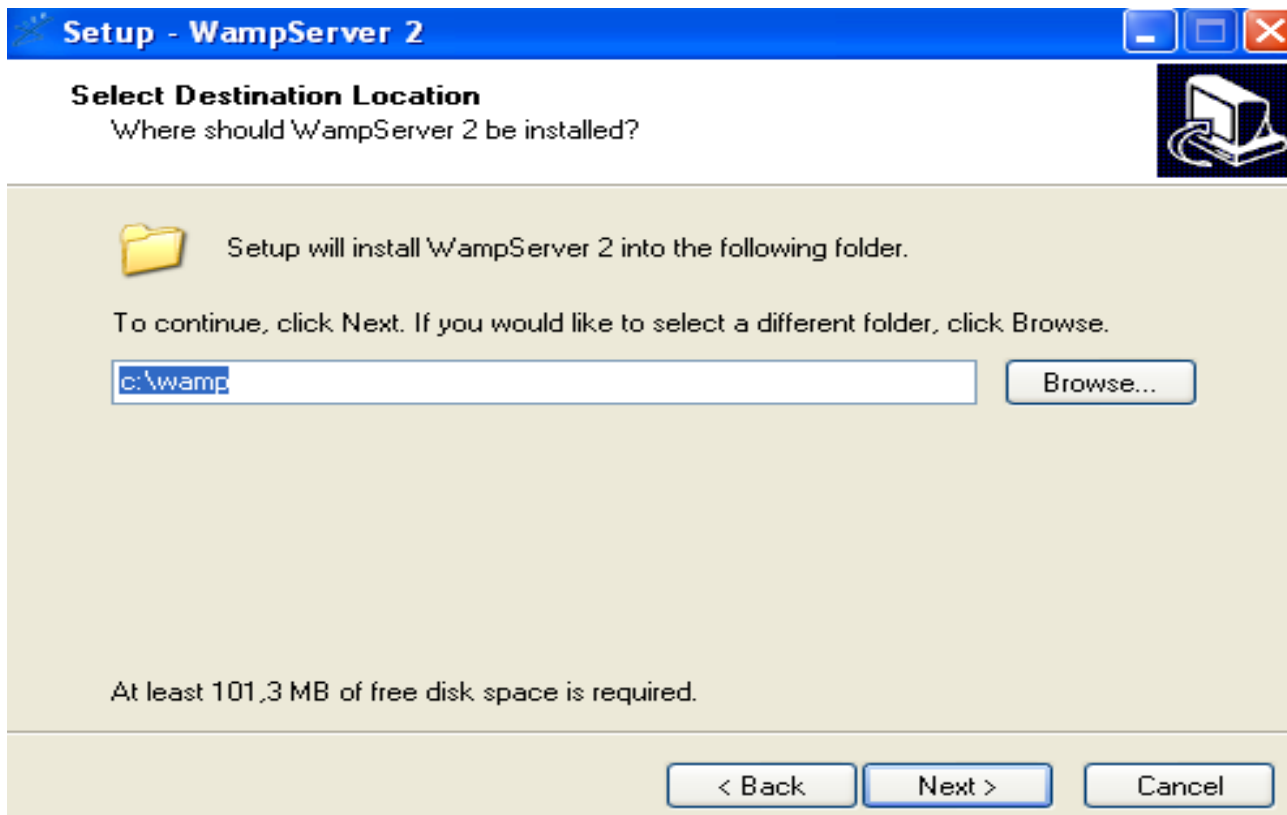 Setup - WampServer 2
Select Destination Location
Where should WampServer 2 be installed?
Setup will install WampServer 2 into the following folder.
To continue, click Next. If you would like to select a different folder, click Browse.
c:\wamp
Browse...
At least 101,3 MB of free disk space is required.
< Back
Next >
Cancel